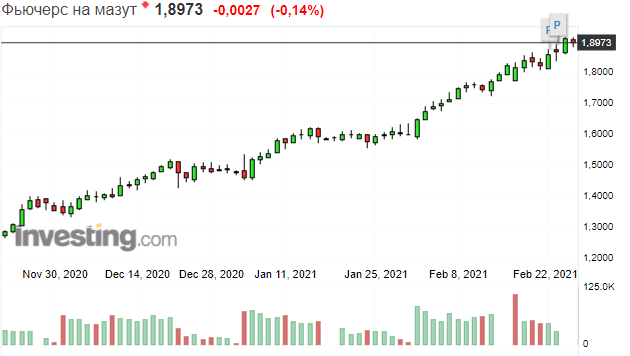 Фьючерс на мазут 1,8973 -0,0027 (-0,14%)
P P
1,8973
1,8000
1,7000
1,6000
1,5000
1,4000
1,3000
1,2000
Investing.com
Nov 30, 2020 Dec 14, 2020 Dec 28, 2020 Jan 11, 2021 Jan 25, 2021 Feb 8, 2021 Feb 22, 2021
125.0K
0